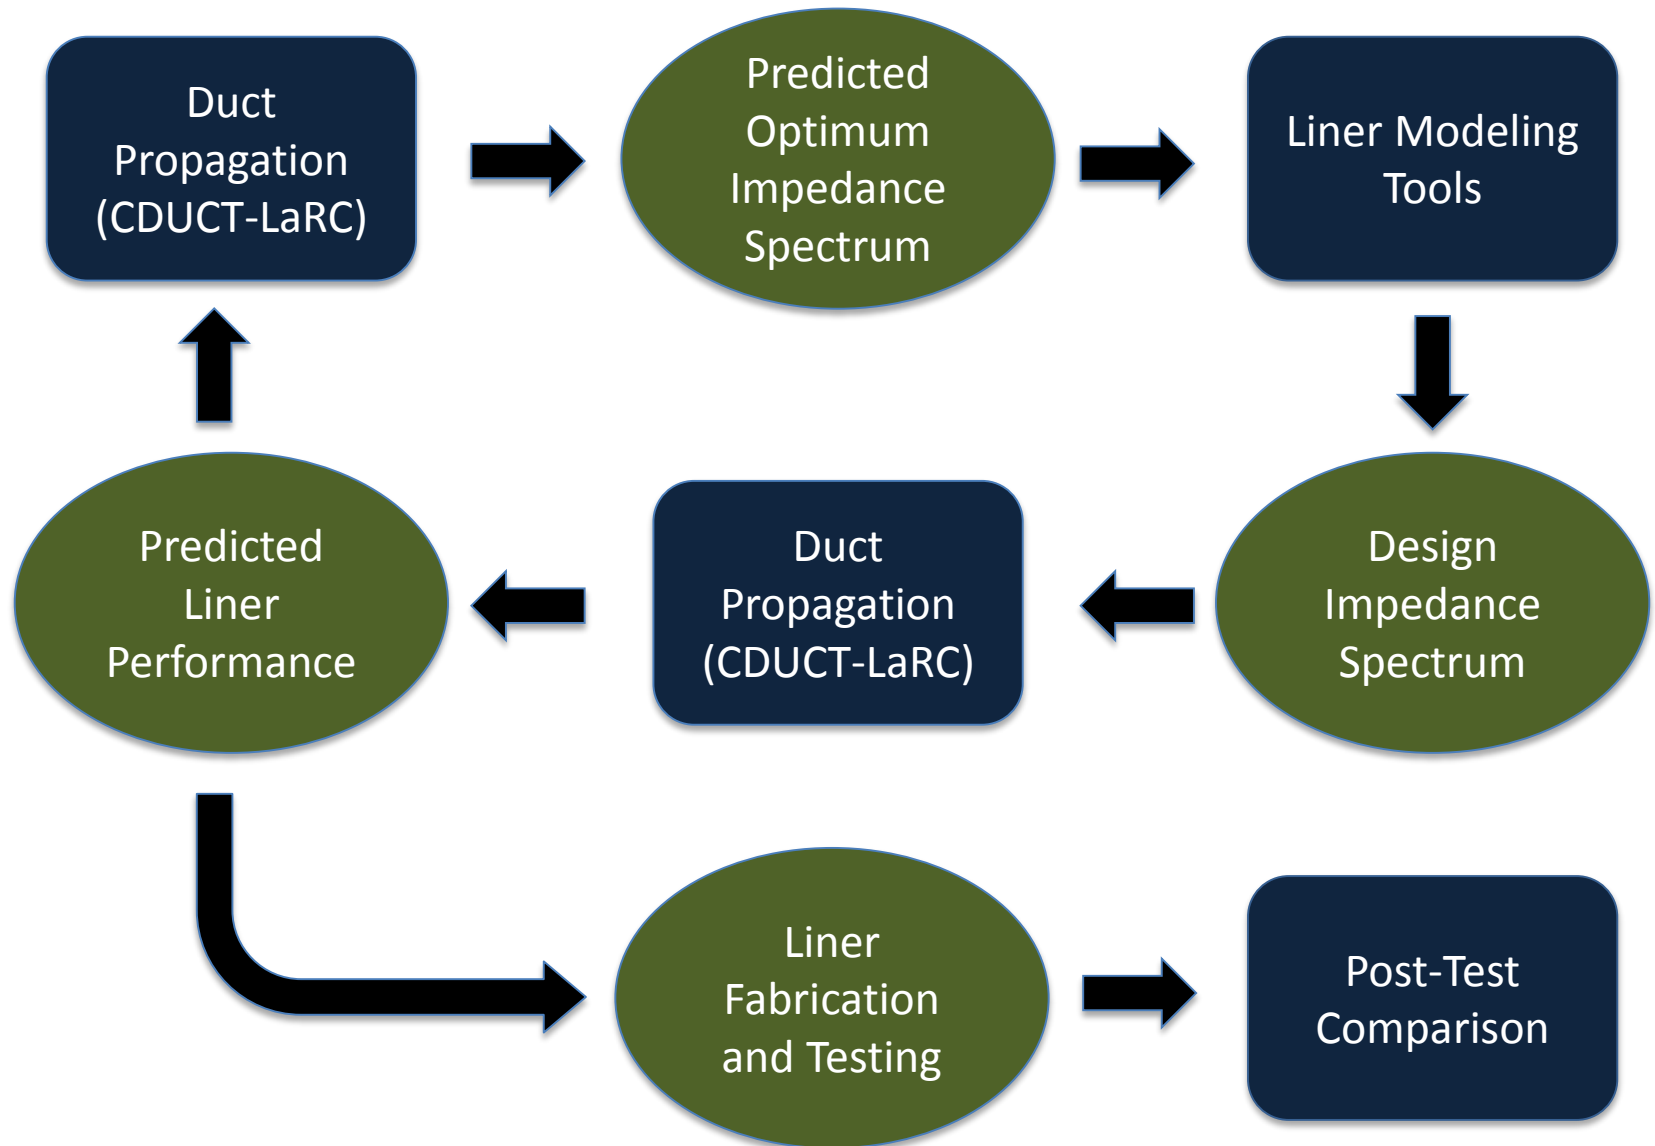 Duct
Propagation
(CDUCT-LaRC)
Predicted
Optimum
Impedance
Spectrum
Liner Modeling
Tools
Predicted
Liner
Performance
Duct
Propagation
(CDUCT-LaRC)
Design
Impedance
Spectrum
Liner
Fabrication
and Testing
Post-Test
Comparison